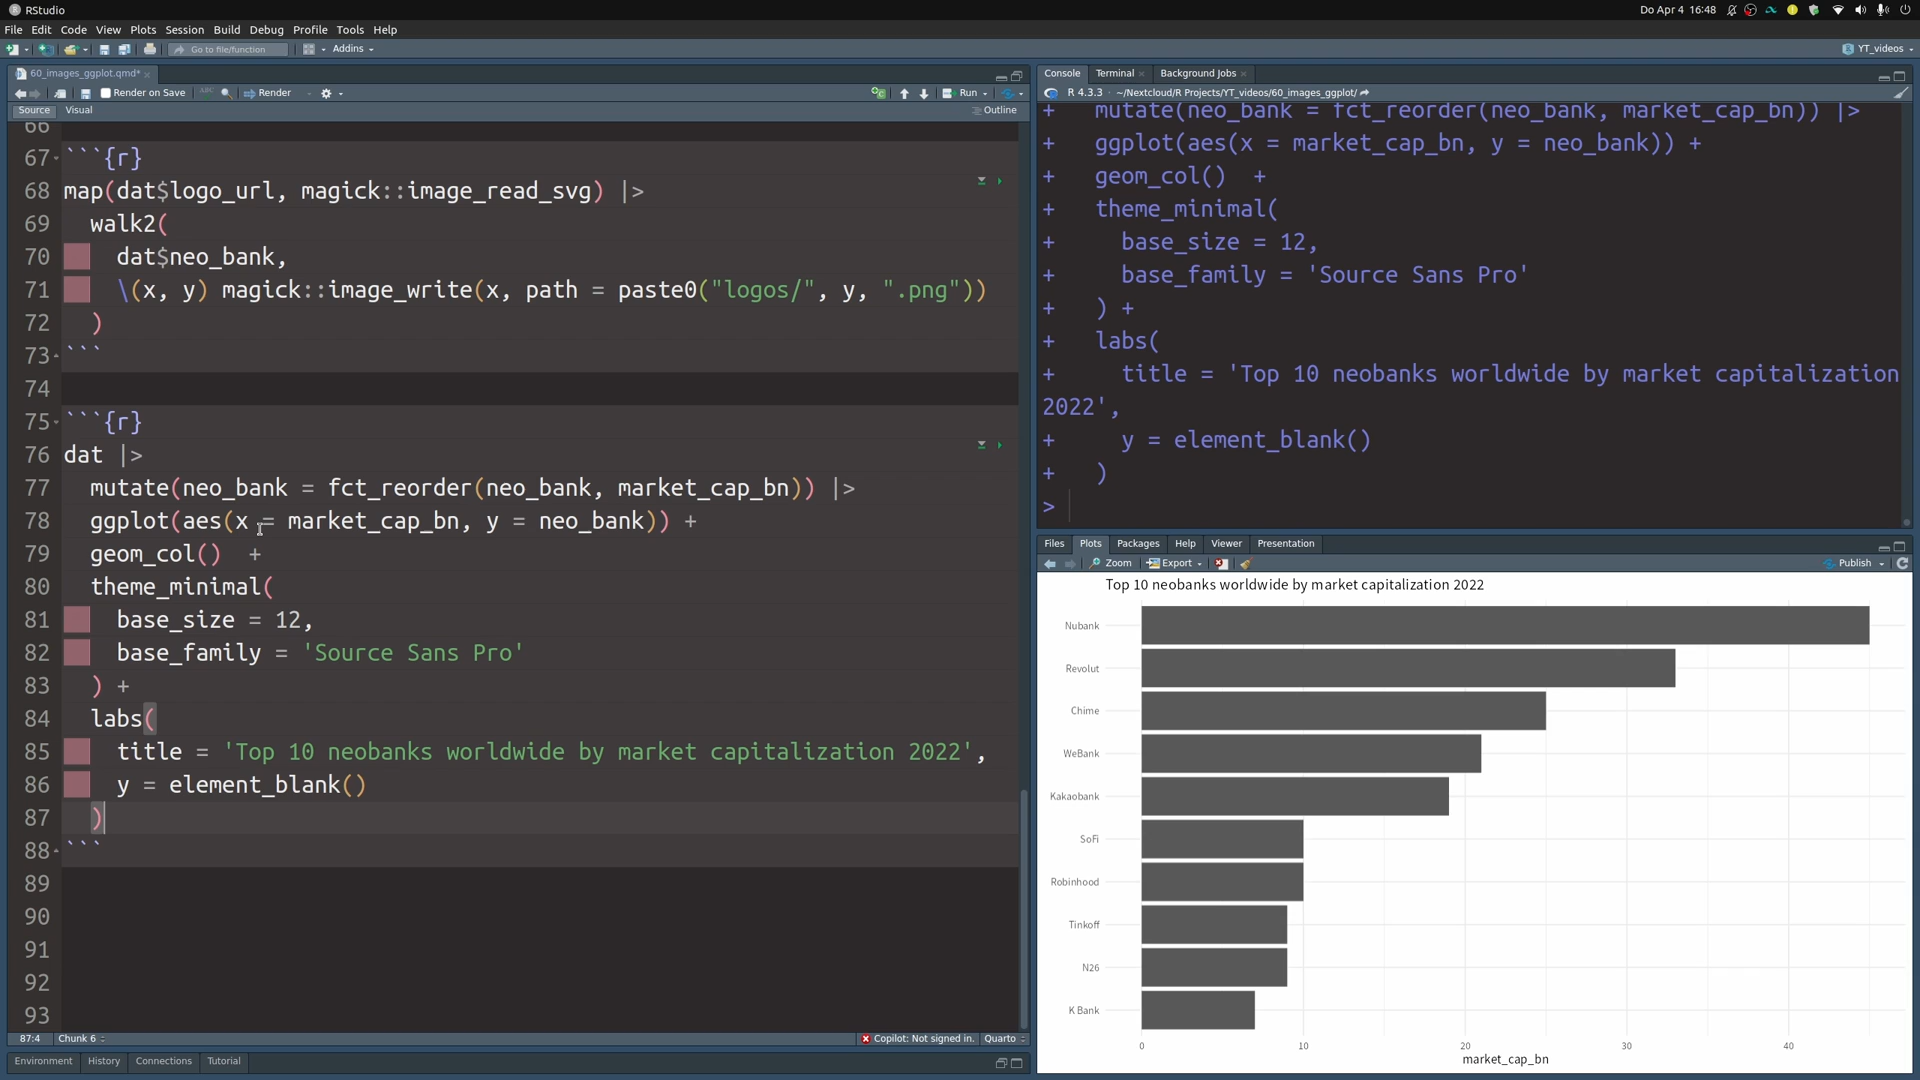 RStudio
Do Apr 4 16:48
File Edit Code View Plots Session Build Debug Profile Tools Help
Go to file/function
Addins
YT_videos
60_images_ggplot.qmd*
Render on Save
ABC
Render
Run
Source Visual
Outline
66
67 ```{r}
68 map(dat$logo_url, magick::image_read_svg) |>
69 walk2(
70 dat$neo_bank,
71 \(x, y) magick::image_write(x, path = paste0("logos/", y, ".png"))
72 )
73 ```
74
75 ```{r}
76 dat |>
77 mutate(neo_bank = fct_reorder(neo_bank, market_cap_bn)) |>
78 ggplot(aes(x = market_cap_bn, y = neo_bank)) +
79 geom_col() +
80 theme_minimal(
81 base_size = 12,
82 base_family = 'Source Sans Pro'
83 ) +
84 labs(
85 title = 'Top 10 neobanks worldwide by market capitalization 2022',
86 y = element_blank()
87 )
88 ```
89
90
91
92
93
87:4 Chunk 6
Copilot: Not signed in. Quarto
Environment History Connections Tutorial
Console Terminal Background Jobs
R 4.3.3 · ~/Nextcloud/R Projects/YT_videos/60_images_ggplot/
+ mutate(neo_bank = fct_reorder(neo_bank, market_cap_bn)) |>
+ ggplot(aes(x = market_cap_bn, y = neo_bank)) +
+ geom_col() +
+ theme_minimal(
+ base_size = 12,
+ base_family = 'Source Sans Pro'
+ ) +
+ labs(
+ title = 'Top 10 neobanks worldwide by market capitalization
2022',
+ y = element_blank()
+ )
>
Files Plots Packages Help Viewer Presentation
Zoom Export Publish
Top 10 neobanks worldwide by market capitalization 2022
Nubank
Revolut
Chime
WeBank
Kakaobank
SoFi
Robinhood
Tinkoff
N26
K Bank
0 10 20 30 40
market_cap_bn